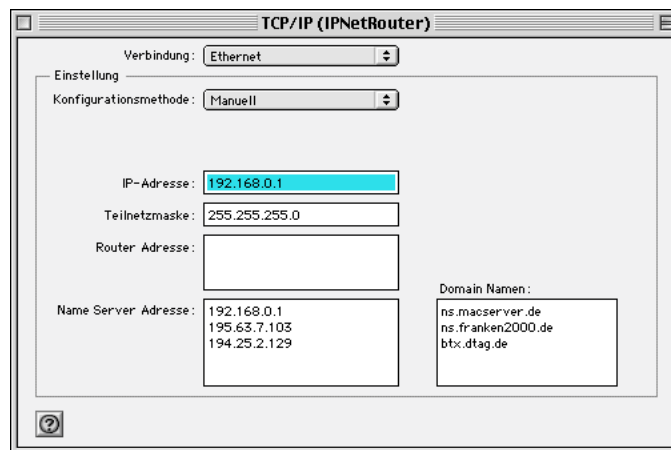 TCP/IP (IPNetRouter)
Verbindung: Ethernet
Einstellung
Konfigurationsmethode: Manuell
IP-Adresse: 192.168.0.1
Teilnetzmaske: 255.255.255.0
Router Adresse:
Name Server Adresse: 192.168.0.1
195.63.7.103
194.25.2.129
Domain Namen:
ns.macserver.de
ns.franken2000.de
btx.dtag.de
?